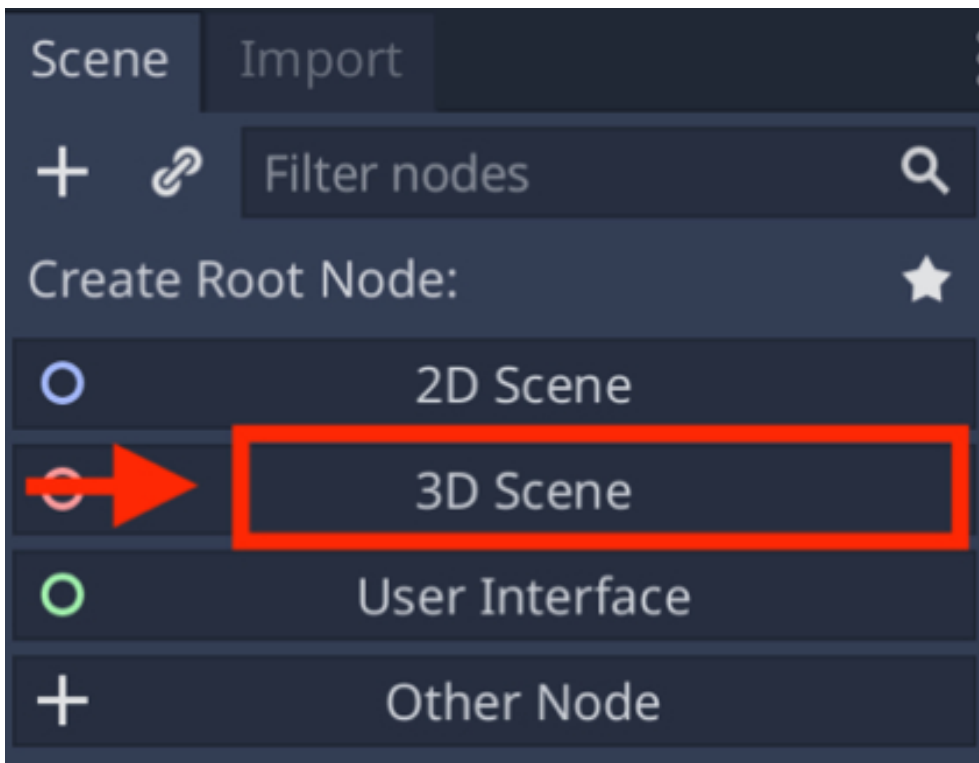 Scene Import
Filter nodes
Create Root Node:
2D Scene
3D Scene
User Interface
Other Node